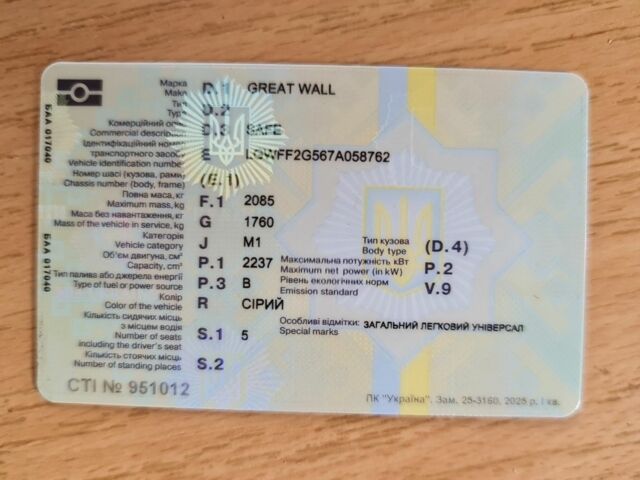 Марка D.1 GREAT WALL
Make
Тип D.2
Type
Комерційний опис D.3 SAFE
Commercial description
Ідентифікаційний номер
транспортного засобу E LGWFF2G567A058762
Vehicle identification number
Номер шасі (кузова, рами) (E.1)
Chassis number (body, frame)
Повна маса, кг F.1 2085
Maximum mass, kg
Маса без навантаження, кг G 1760
Mass of the vehicle in service, kg
Категорія J M1
Vehicle category
Тип кузова (D.4)
Body type
Об'єм двигуна, см³ P.1 2237
Capacity, cm³
Максимальна потужність кВт P.2
Maximum net power (in kW)
Тип палива або джерела енергії P.3 B
Type of fuel or power source
Рівень екологічних норм V.9
Emission standard
Колір R СІРИЙ
Color of the vehicle
Кількість сидячих місць
з місцем водія S.1 5
Number of seats
including the driver's seat
Особливі відмітки: ЗАГАЛЬНИЙ ЛЕГКОВИЙ УНІВЕРСАЛ
Special marks
Кількість стоячих місць S.2
Number of standing places
СТІ № 951012
ПК "Україна". Зам. 25-3160, 2025 р. І кв.
БАА 017040
БАА 017040